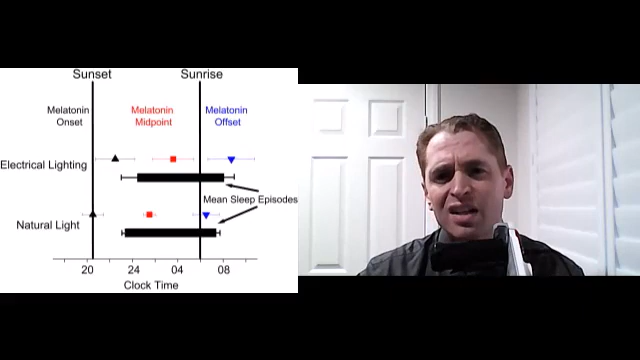 Sunset Sunrise
Melatonin Onset
Melatonin Midpoint
Melatonin Offset
Electrical Lighting
Mean Sleep Episodes
Natural Light
20 24 04 08
Clock Time